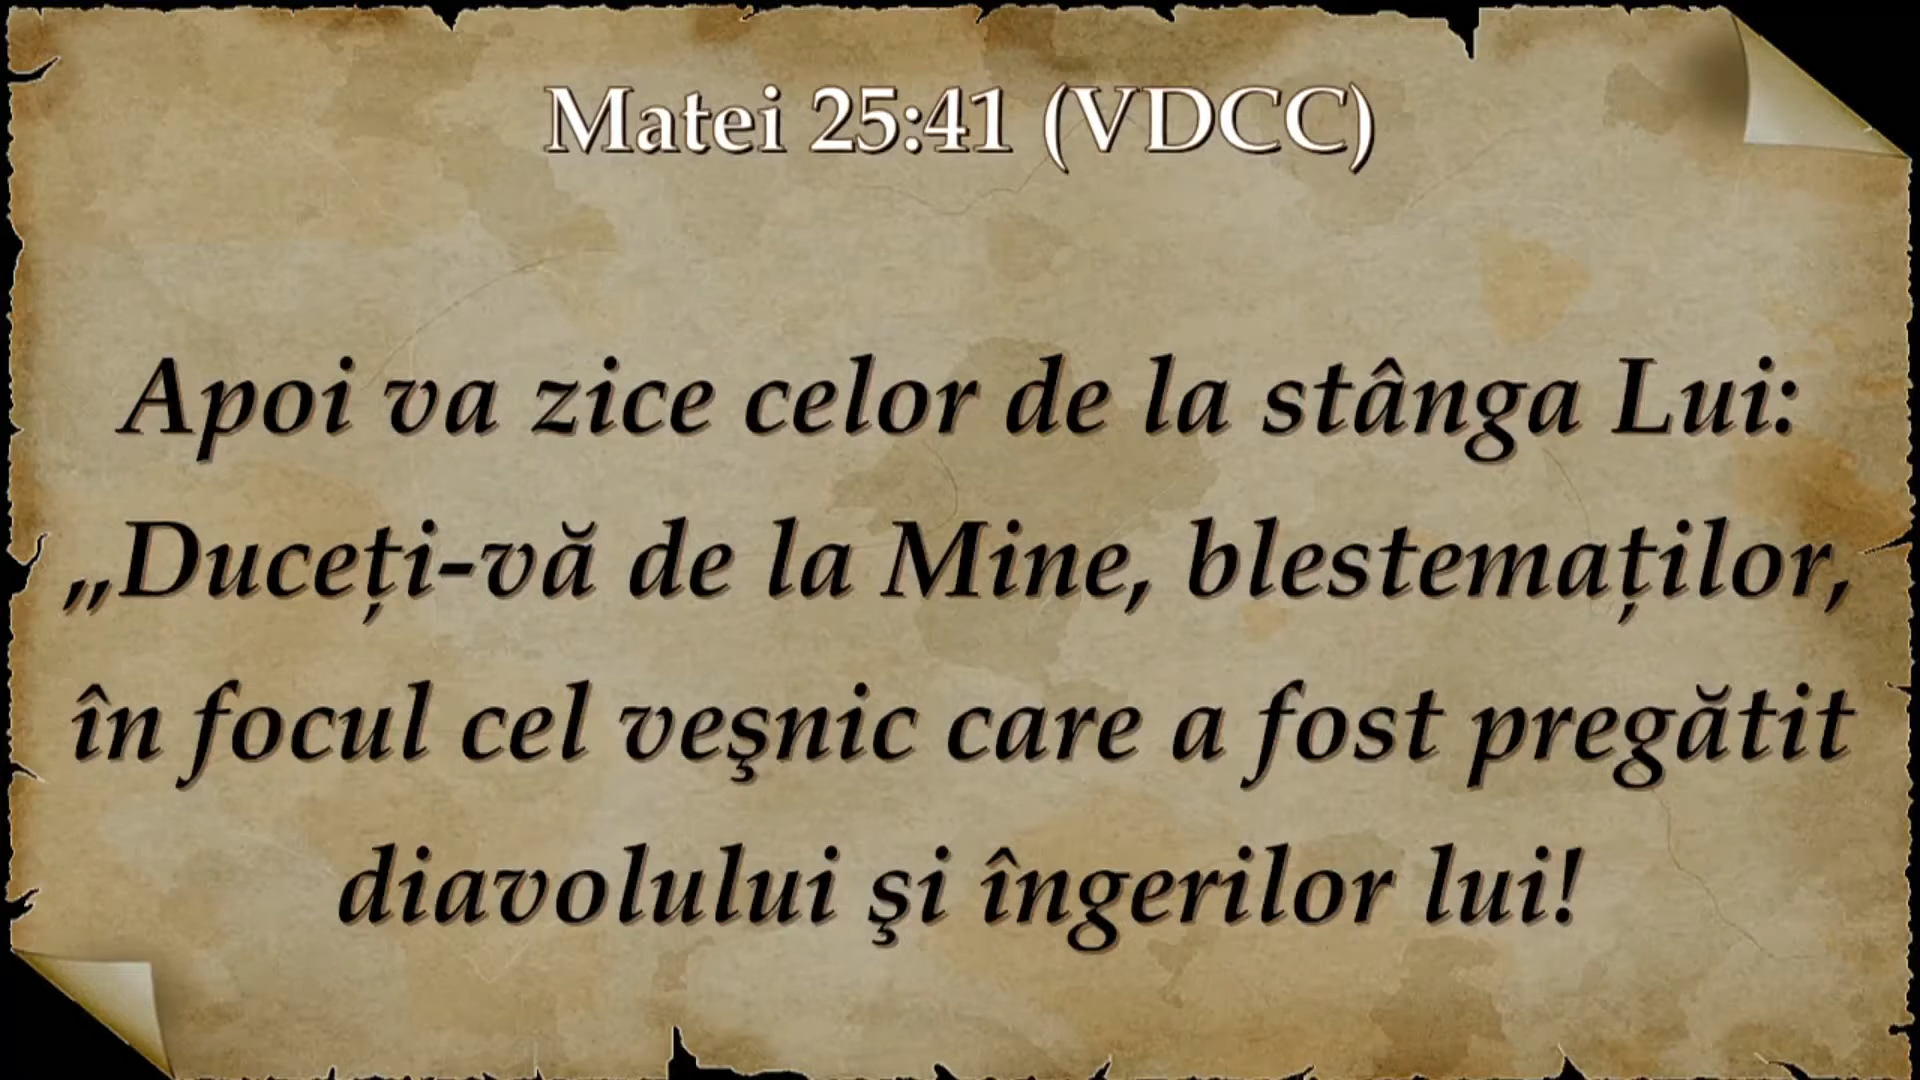 Matei 25:41 (VDCC)
Apoi va zice celor de la stânga Lui:
„Duceți-vă de la Mine, blestemaților,
în focul cel veşnic care a fost pregătit
diavolului şi îngerilor lui!